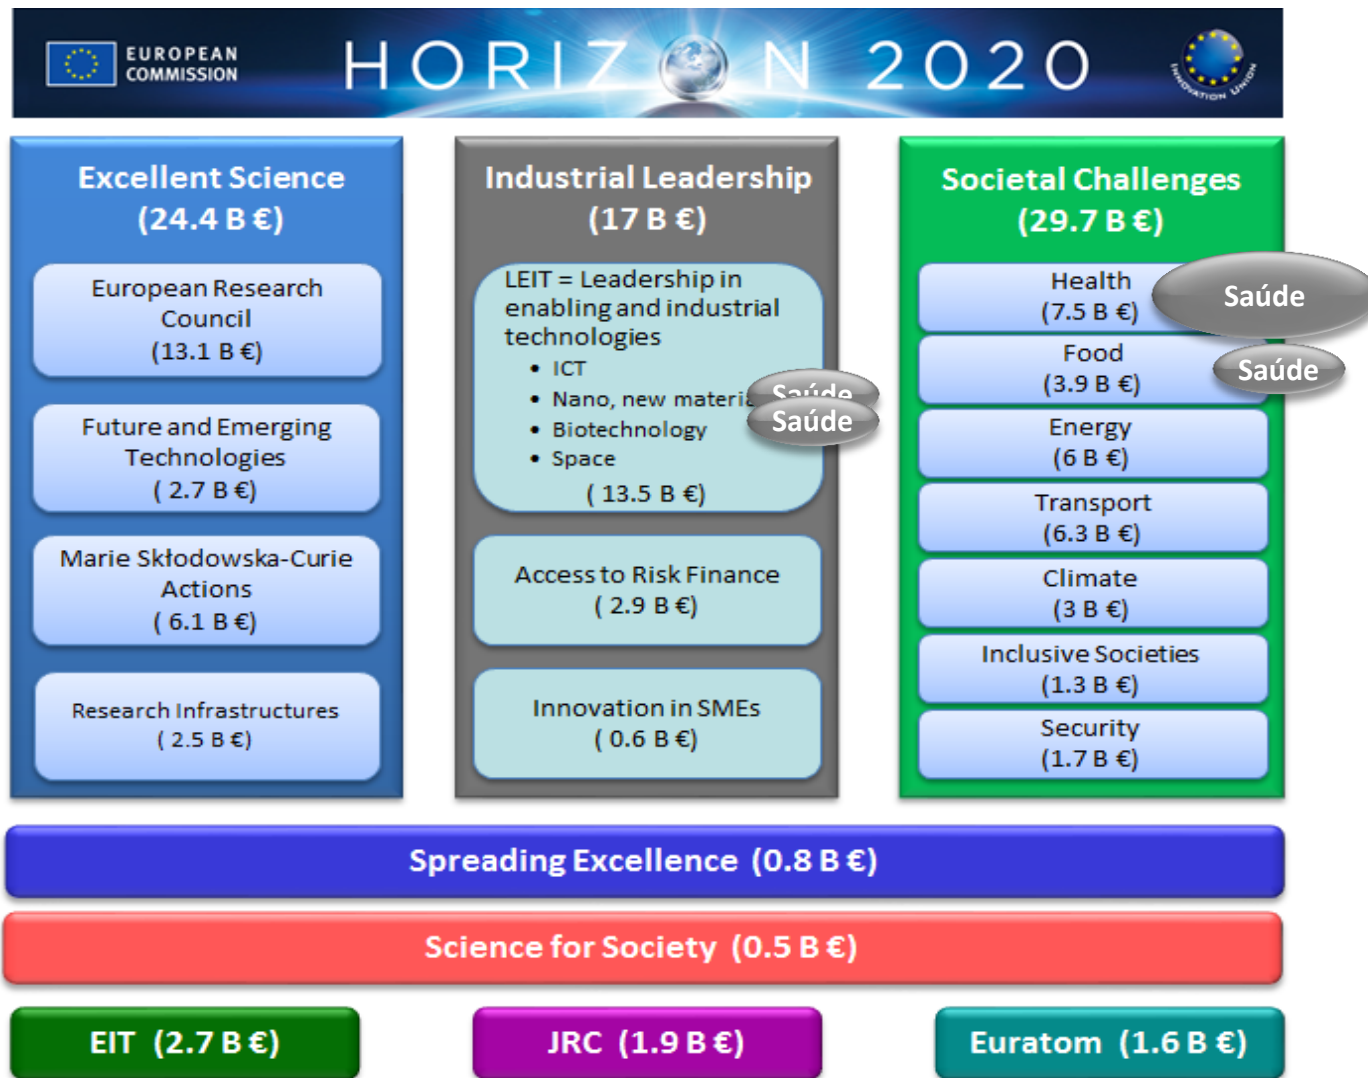 EUROPEAN
COMMISSION
HORIZON 2020
INNOVATION UNION
Excellent Science
(24.4 B €)
European Research
Council
(13.1 B €)
Future and Emerging
Technologies
( 2.7 B €)
Marie Skłodowska-Curie
Actions
( 6.1 B €)
Research Infrastructures
( 2.5 B €)
Industrial Leadership
(17 B €)
LEIT = Leadership in
enabling and industrial
technologies
• ICT
• Nano, new materia
• Biotechnology
• Space
( 13.5 B €)
Saúde
Saúde
Access to Risk Finance
( 2.9 B €)
Innovation in SMEs
( 0.6 B €)
Societal Challenges
(29.7 B €)
Health
(7.5 B €)
Saúde
Food
(3.9 B €)
Saúde
Energy
(6 B €)
Transport
(6.3 B €)
Climate
(3 B €)
Inclusive Societies
(1.3 B €)
Security
(1.7 B €)
Spreading Excellence (0.8 B €)
Science for Society (0.5 B €)
EIT (2.7 B €)
JRC (1.9 B €)
Euratom (1.6 B €)